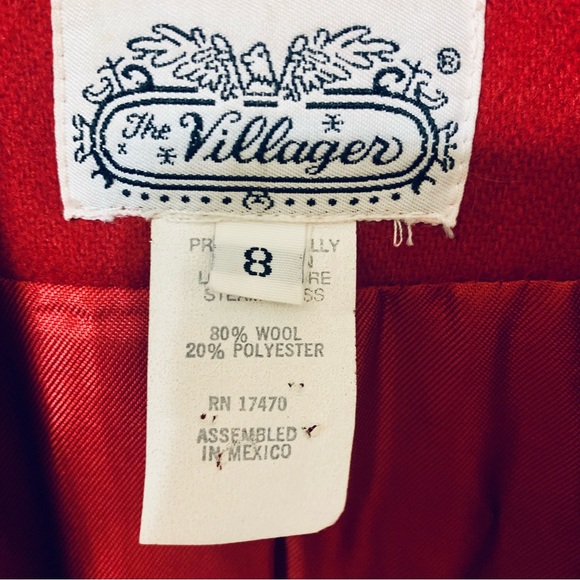 ®
The Villager
8
80% WOOL
20% POLYESTER
RN 17470
ASSEMBLED
IN MEXICO